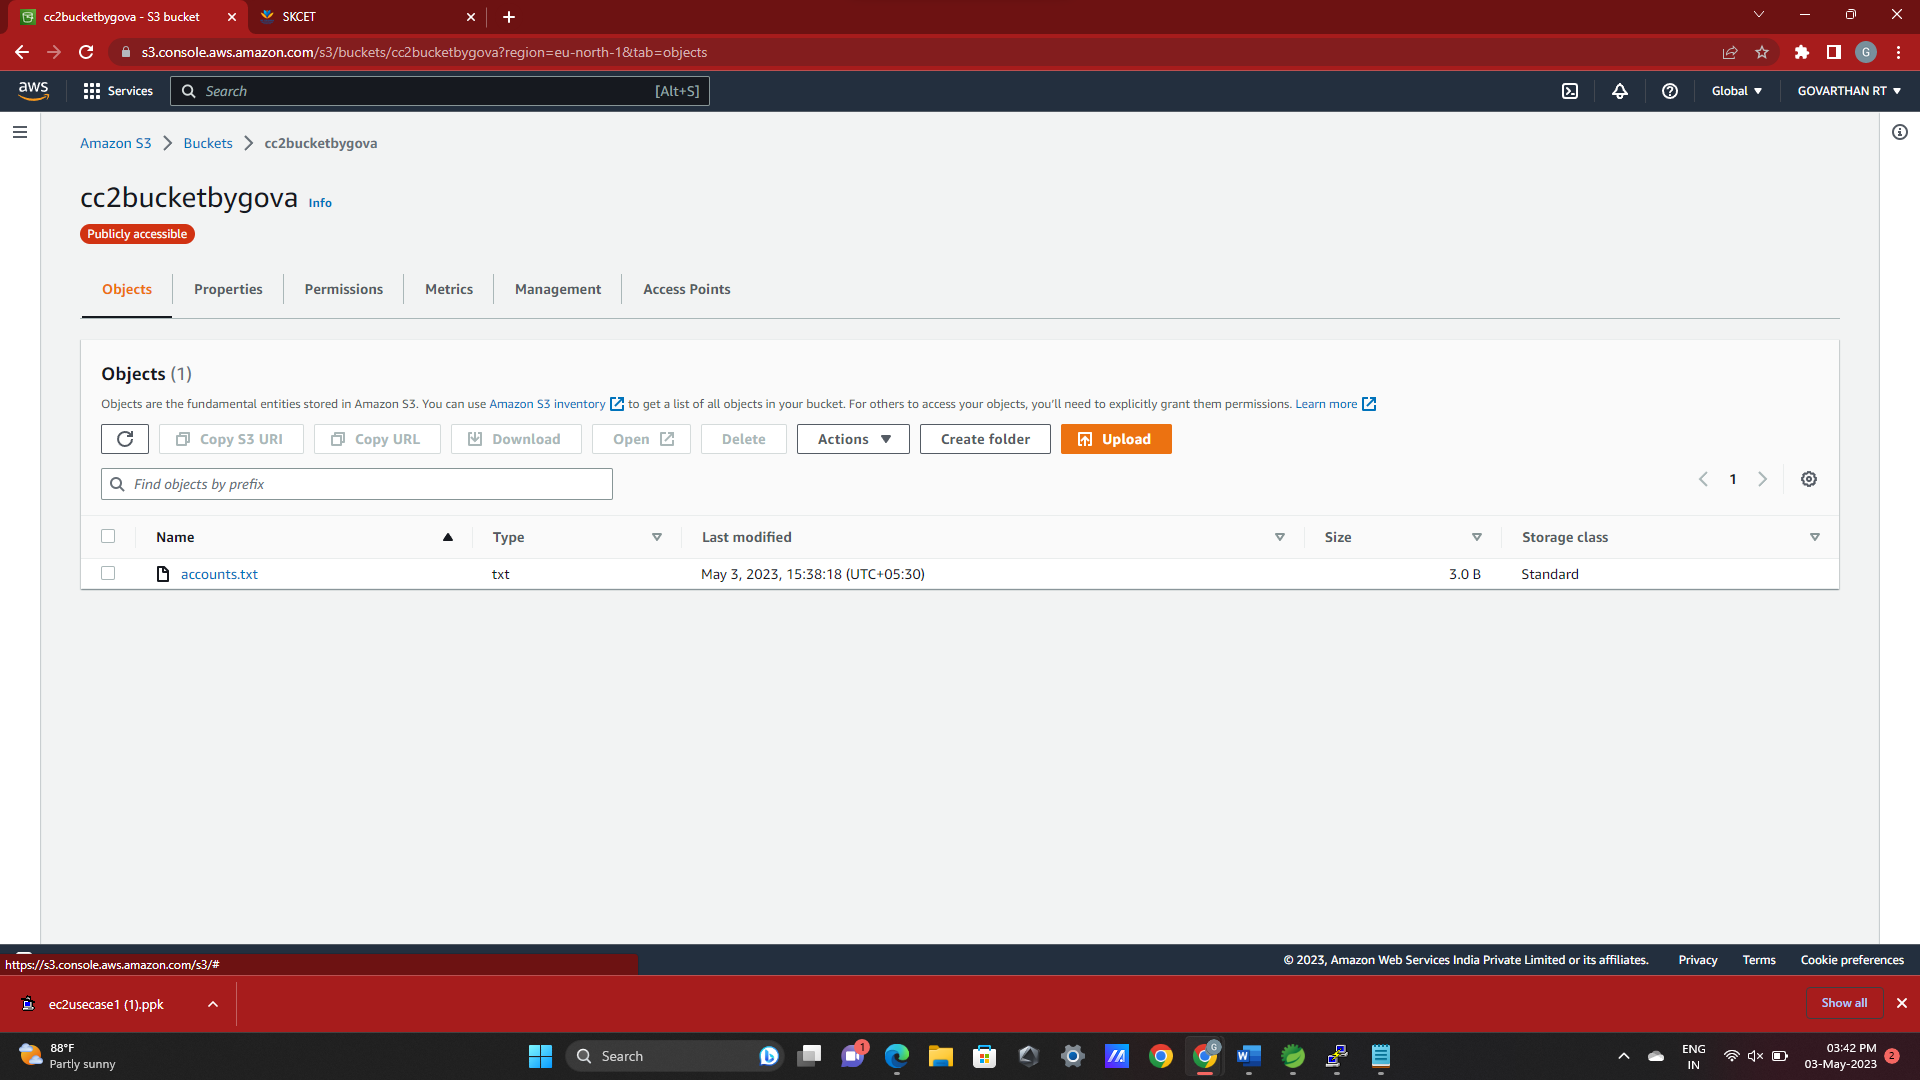 cc2bucketbygova - S3 bucket
SKCET
s3.console.aws.amazon.com/s3/buckets/cc2bucketbygova?region=eu-north-1&tab=objects
G
aws
Services
Search
[Alt+S]
Global
GOVARTHAN RT
Amazon S3
Buckets
cc2bucketbygova
cc2bucketbygova Info
Publicly accessible
Objects
Properties
Permissions
Metrics
Management
Access Points
Objects (1)
Objects are the fundamental entities stored in Amazon S3. You can use Amazon S3 inventory to get a list of all objects in your bucket. For others to access your objects, you'll need to explicitly grant them permissions. Learn more
Copy S3 URI
Copy URL
Download
Open
Delete
Actions
Create folder
Upload
Find objects by prefix
1
Name
Type
Last modified
Size
Storage class
accounts.txt
txt
May 3, 2023, 15:38:18 (UTC+05:30)
3.0 B
Standard
https://s3.console.aws.amazon.com/s3/#
© 2023, Amazon Web Services India Private Limited or its affiliates.
Privacy
Terms
Cookie preferences
ec2usecase1 (1).ppk
Show all
88°F
Partly sunny
Search
1
G
W
ENG
IN
03:42 PM
03-May-2023
2